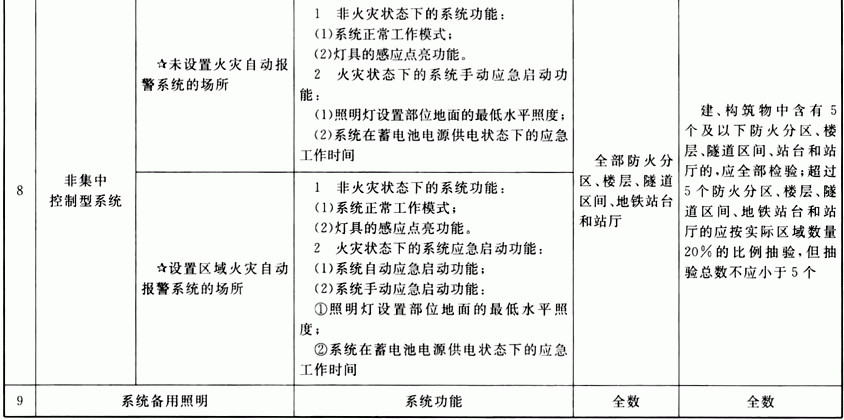 8
非集中
控制型系统
☆未设置火灾自动报
警系统的场所
1 非火灾状态下的系统功能:
(1)系统正常工作模式;
(2)灯具的感应点亮功能。
2 火灾状态下的系统手动应急启动功
能:
(1)照明灯设置部位地面的最低水平照度;
(2)系统在蓄电池电源供电状态下的应急
工作时间
☆设置区域火灾自动
报警系统的场所
1 非火灾状态下的系统功能:
(1)系统正常工作模式;
(2)灯具的感应点亮功能。
2 火灾状态下的系统应急启动功能:
(1)系统自动应急启动功能;
(2)系统手动应急启动功能:
①照明灯设置部位地面的最低水平照
度;
②系统在蓄电池电源供电状态下的应急
工作时间
全部防火分
区、楼层、隧道
区间、地铁站台
和站厅
建、构筑物中含有 5
个及以下防火分区、楼
层、隧道区间、站台和站
厅的,应全部检验;超过
5 个防火分区、楼层、隧
道区间、地铁站台和站
厅的应按实际区域数量
20%的比例抽验,但抽
验总数不应小于 5 个
9
系统备用照明
系统功能
全数
全数